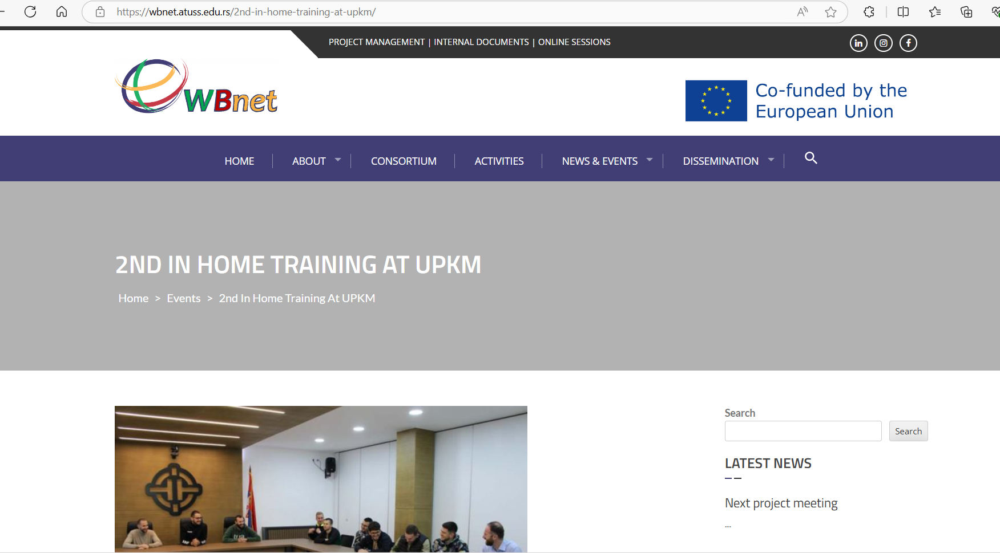 https://wbnet.atuss.edu.rs/2nd-in-home-training-at-upkm/
PROJECT MANAGEMENT | INTERNAL DOCUMENTS | ONLINE SESSIONS
WBnet
Co-funded by the
European Union
HOME
ABOUT
CONSORTIUM
ACTIVITIES
NEWS & EVENTS
DISSEMINATION
2ND IN HOME TRAINING AT UPKM
Home > Events > 2nd In Home Training At UPKM
Search
Search
LATEST NEWS
Next project meeting
...